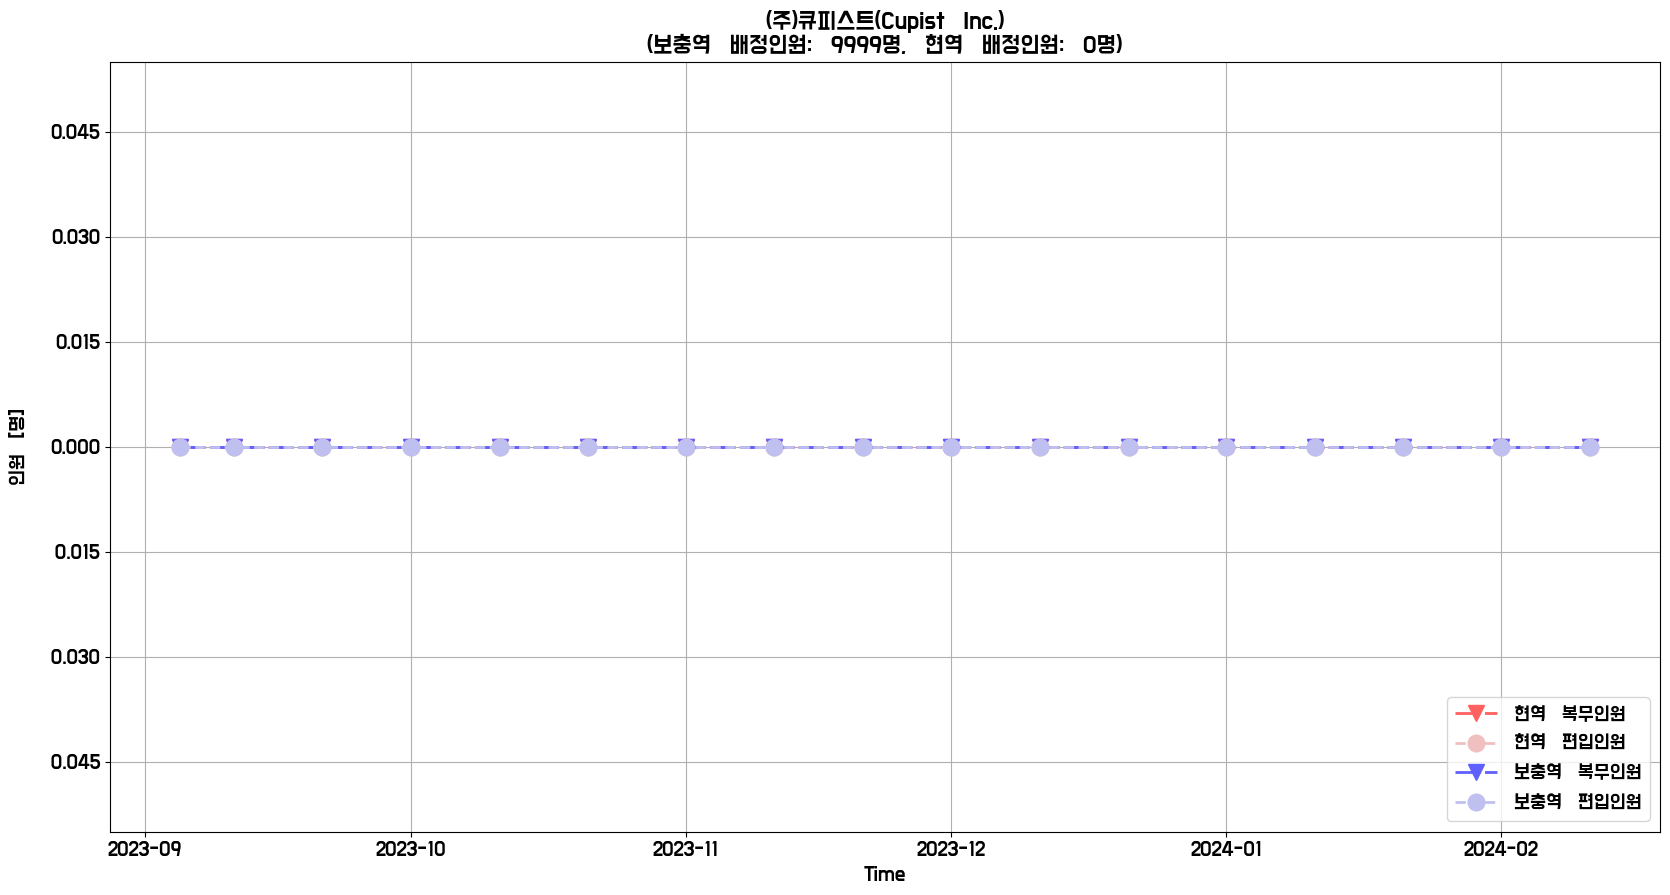 (주)큐피스트(Cupist Inc.)
(보충역 배정인원: 9999명, 현역 배정인원: 0명)
0.045
0.030
0.015
0.000
0.015
0.030
0.045
인원 [명]
2023-09
2023-10
2023-11
2023-12
2024-01
2024-02
Time
현역 복무인원
현역 편입인원
보충역 복무인원
보충역 편입인원